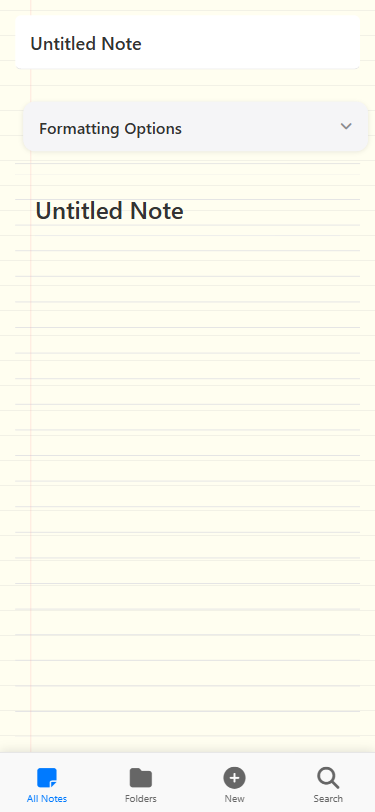 Untitled Note
Formatting Options
Untitled Note
All Notes
Folders
New
Search